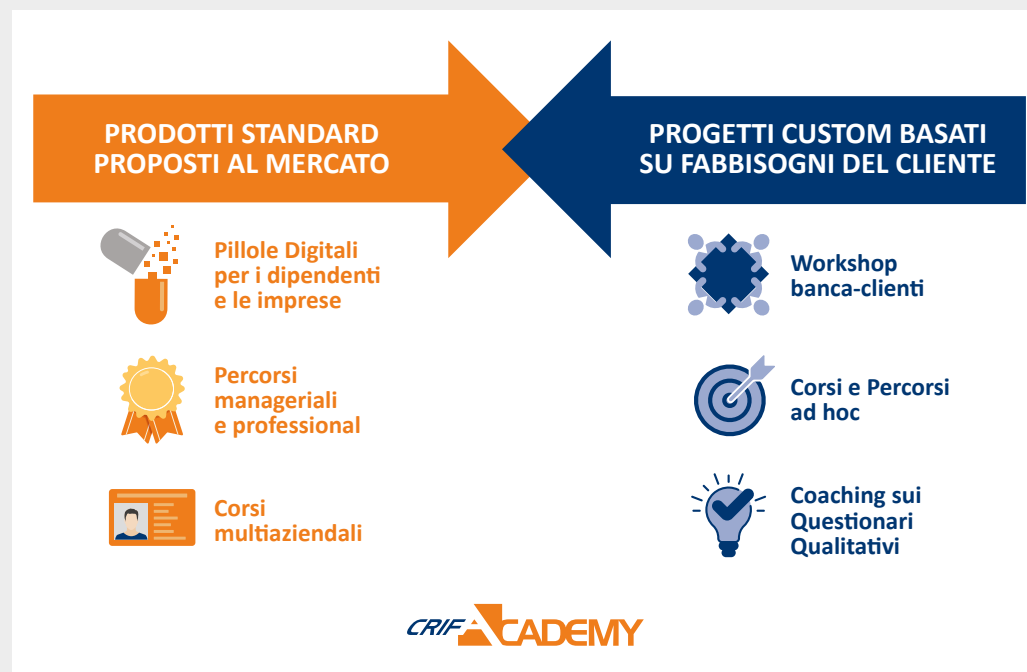 PRODOTTI STANDARD
PROPOSTI AL MERCATO
Pillole Digitali
per i dipendenti
e le imprese
Percorsi
manageriali
e professional
Corsi
multiaziendali
PROGETTI CUSTOM BASATI
SU FABBISOGNI DEL CLIENTE
Workshop
banca-clienti
Corsi e Percorsi
ad hoc
Coaching sui
Questionari
Qualitativi
CRIF ACADEMY